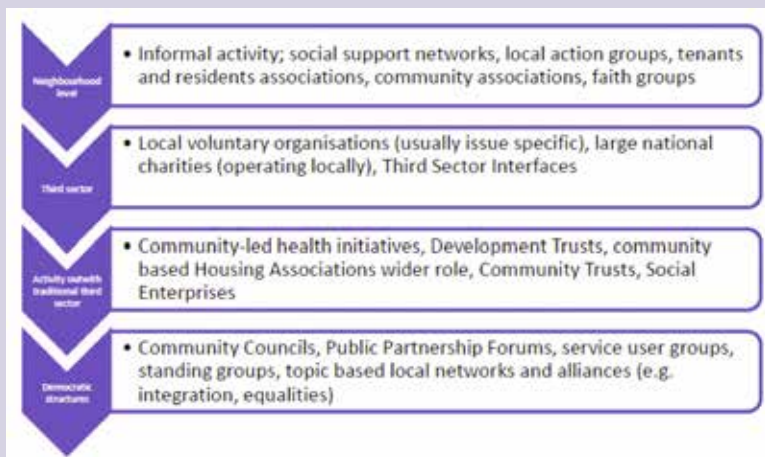 Neighbourhood
level
• Informal activity; social support networks, local action groups, tenants
and residents associations, community associations, faith groups
Third sector
• Local voluntary organisations (usually issue specific), large national
charities (operating locally), Third Sector Interfaces
Activity outwith
traditional third
sector
• Community-led health initiatives, Development Trusts, community
based Housing Associations wider role, Community Trusts, Social
Enterprises
Democratic
structures
• Community Councils, Public Partnership Forums, service user groups,
standing groups, topic based local networks and alliances (e.g.
integration, equalities)